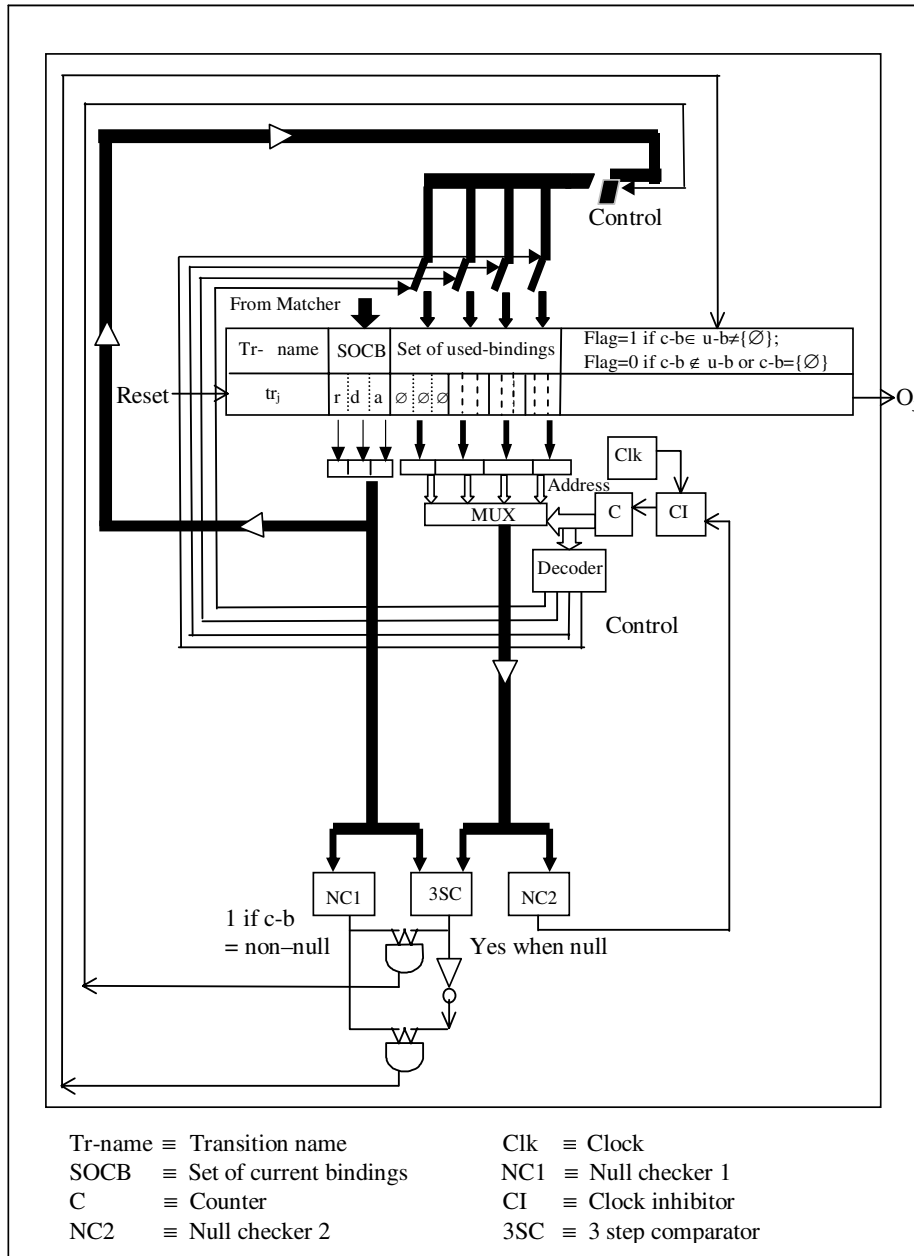 Control
From Matcher
Tr- name SOCB Set of used-bindings Flag=1 if c-b∈ u-b≠{∅};
Flag=0 if c-b ∉ u-b or c-b={∅}
Reset trⱼ r d a ∅ ∅ ∅
Clk
Address
MUX C CI
Decoder
Control
NC1 3SC NC2
1 if c-b
= non–null
Yes when null
Tr-name ≡ Transition name
SOCB ≡ Set of current bindings
C ≡ Counter
NC2 ≡ Null checker 2
Clk ≡ Clock
NC1 ≡ Null checker 1
CI ≡ Clock inhibitor
3SC ≡ 3 step comparator